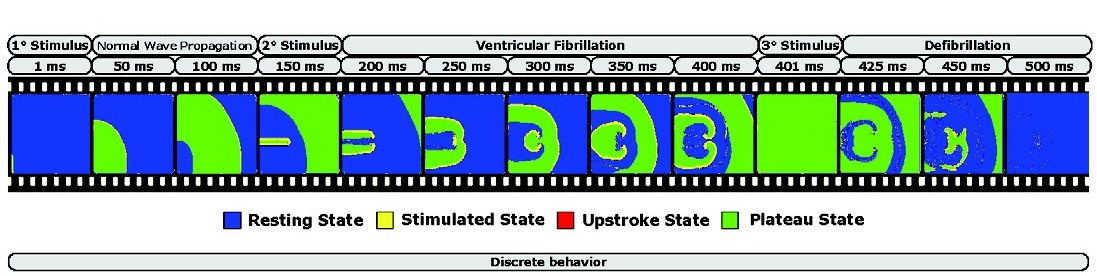 1° Stimulus Normal Wave Propagation 2° Stimulus Ventricular Fibrillation 3° Stimulus Defibrillation
1 ms 50 ms 100 ms 150 ms 200 ms 250 ms 300 ms 350 ms 400 ms 401 ms 425 ms 450 ms 500 ms
Resting State Stimulated State Upstroke State Plateau State
Discrete behavior